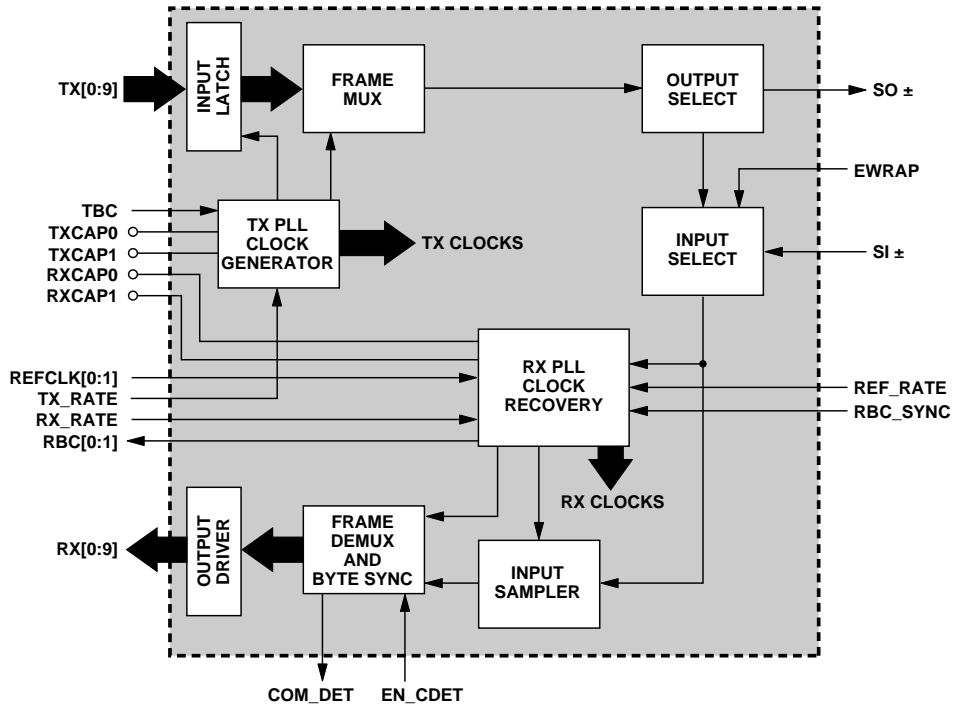 TX[0:9]
INPUT
LATCH
FRAME
MUX
OUTPUT
SELECT
SO ±
EWRAP
TBC
TXCAP0
TXCAP1
RXCAP0
RXCAP1
TX PLL
CLOCK
GENERATOR
TX CLOCKS
INPUT
SELECT
SI ±
REFCLK[0:1]
TX_RATE
RX_RATE
RBC[0:1]
RX PLL
CLOCK
RECOVERY
REF_RATE
RBC_SYNC
RX CLOCKS
RX[0:9]
OUTPUT
DRIVER
FRAME
DEMUX
AND
BYTE SYNC
INPUT
SAMPLER
COM_DET
EN_CDET